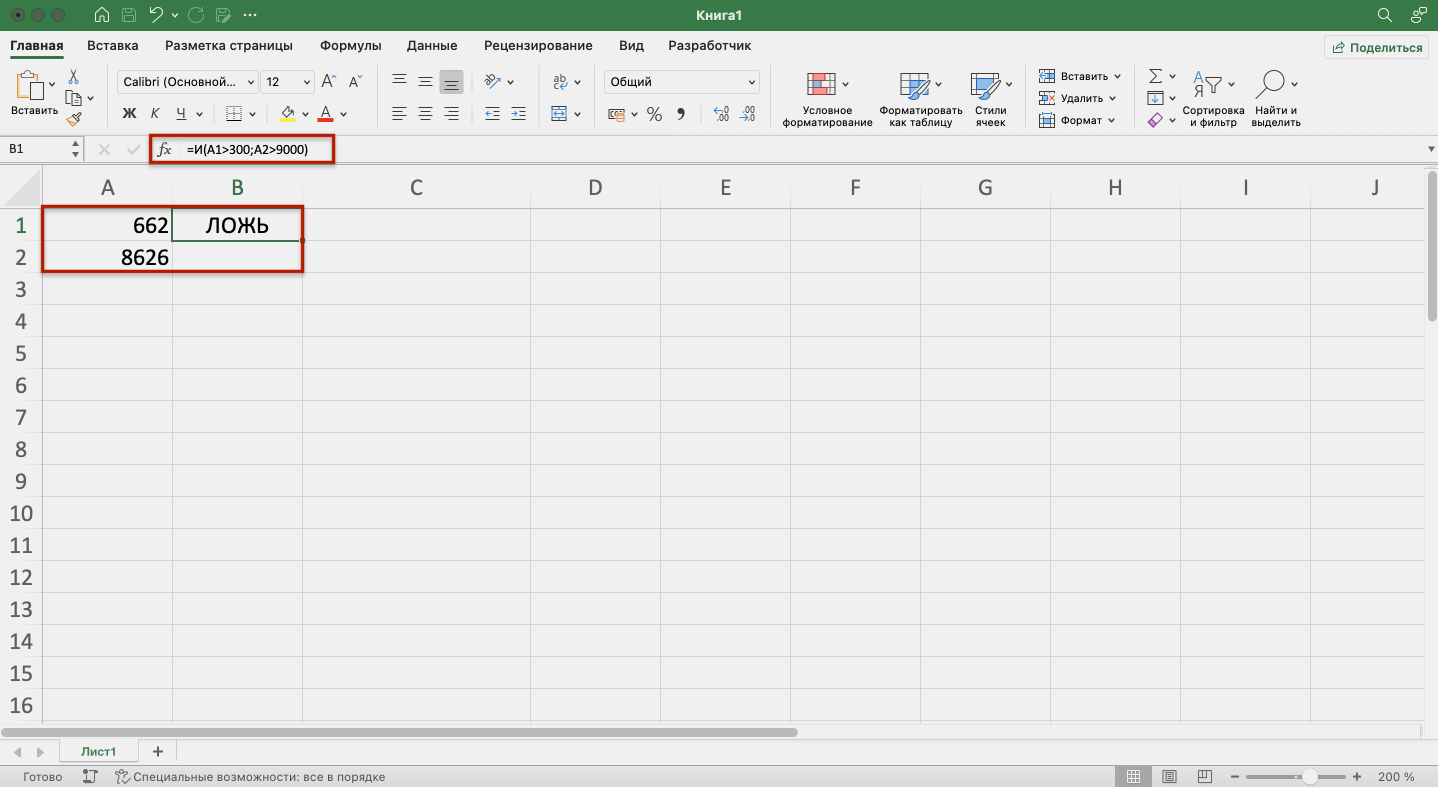 Книга1
Главная Вставка Разметка страницы Формулы Данные Рецензирование Вид Разработчик Поделиться
Вставить Calibri (Основной... 12 Общий Условное форматирование Форматировать как таблицу Стили ячеек Вставить Удалить Формат Сортировка и фильтр Найти и выделить
Ж К Ч
B1 fx =И(A1>300;A2>9000)
A B C D E F G H I J
1 662 ЛОЖЬ
2 8626
3
4
5
6
7
8
9
10
11
12
13
14
15
16
Лист1
Готово Специальные возможности: все в порядке 200 %